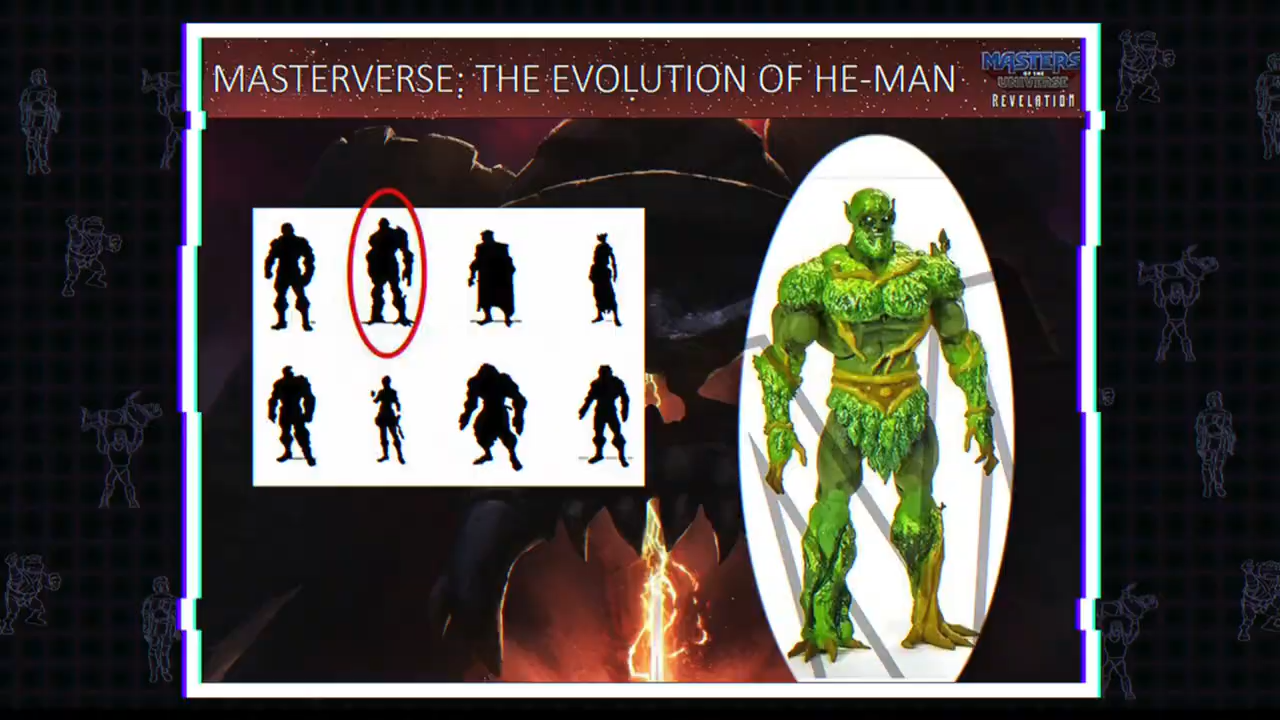 MASTERVERSE: THE EVOLUTION OF HE-MAN
MASTERS
OF THE
UNIVERSE
REVELATION